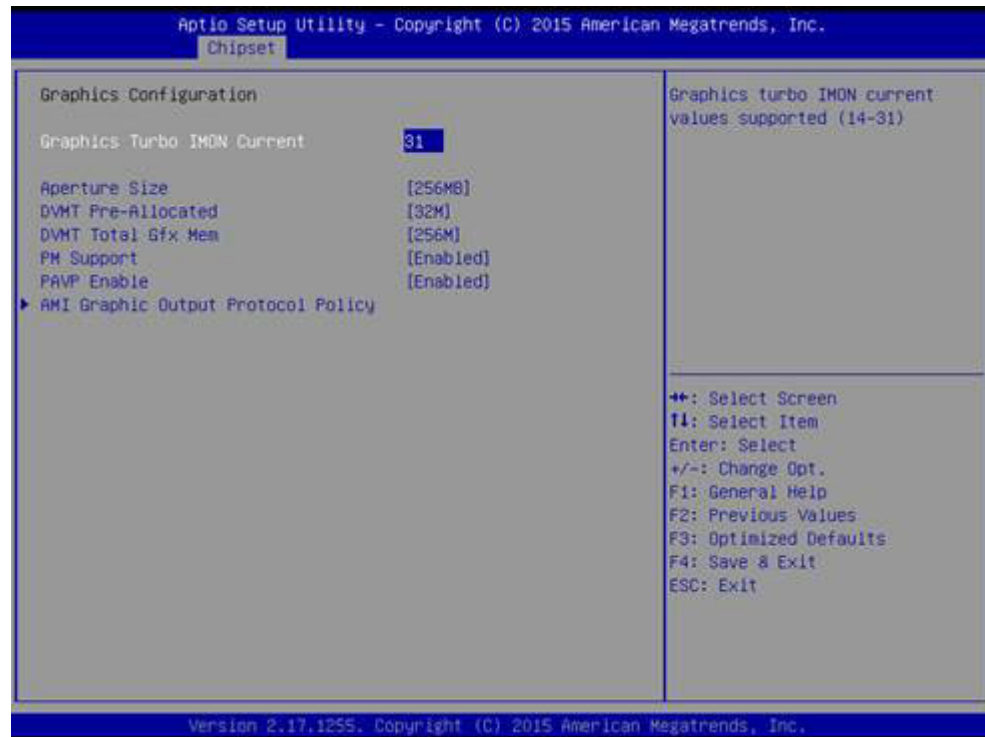 Aptio Setup Utility – Copyright (C) 2015 American Megatrends, Inc.
Chipset
Graphics Configuration
Graphics Turbo IMON Current 31
Aperture Size [256MB]
DVMT Pre-Allocated [32M]
DVMT Total Gfx Mem [256M]
PM Support [Enabled]
PAVP Enable [Enabled]
AMI Graphic Output Protocol Policy
Graphics turbo IMON current
values supported (14-31)
→←: Select Screen
↑↓: Select Item
Enter: Select
+/-: Change Opt.
F1: General Help
F2: Previous Values
F3: Optimized Defaults
F4: Save & Exit
ESC: Exit
Version 2.17.1255. Copyright (C) 2015 American Megatrends, Inc.